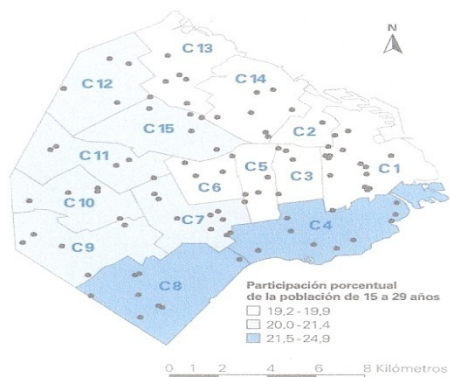 N
C 13
C 12
C 14
C 15
C 2
C 11
C 1
C 5
C 3
C 6
C 10
C 7
C 4
C 9
C 8
Participación porcentual
de la población de 15 a 29 años
19,2 - 19,9
20,0 - 21,4
21,5 - 24,9
0 1 2 4 6 8 Kilómetros